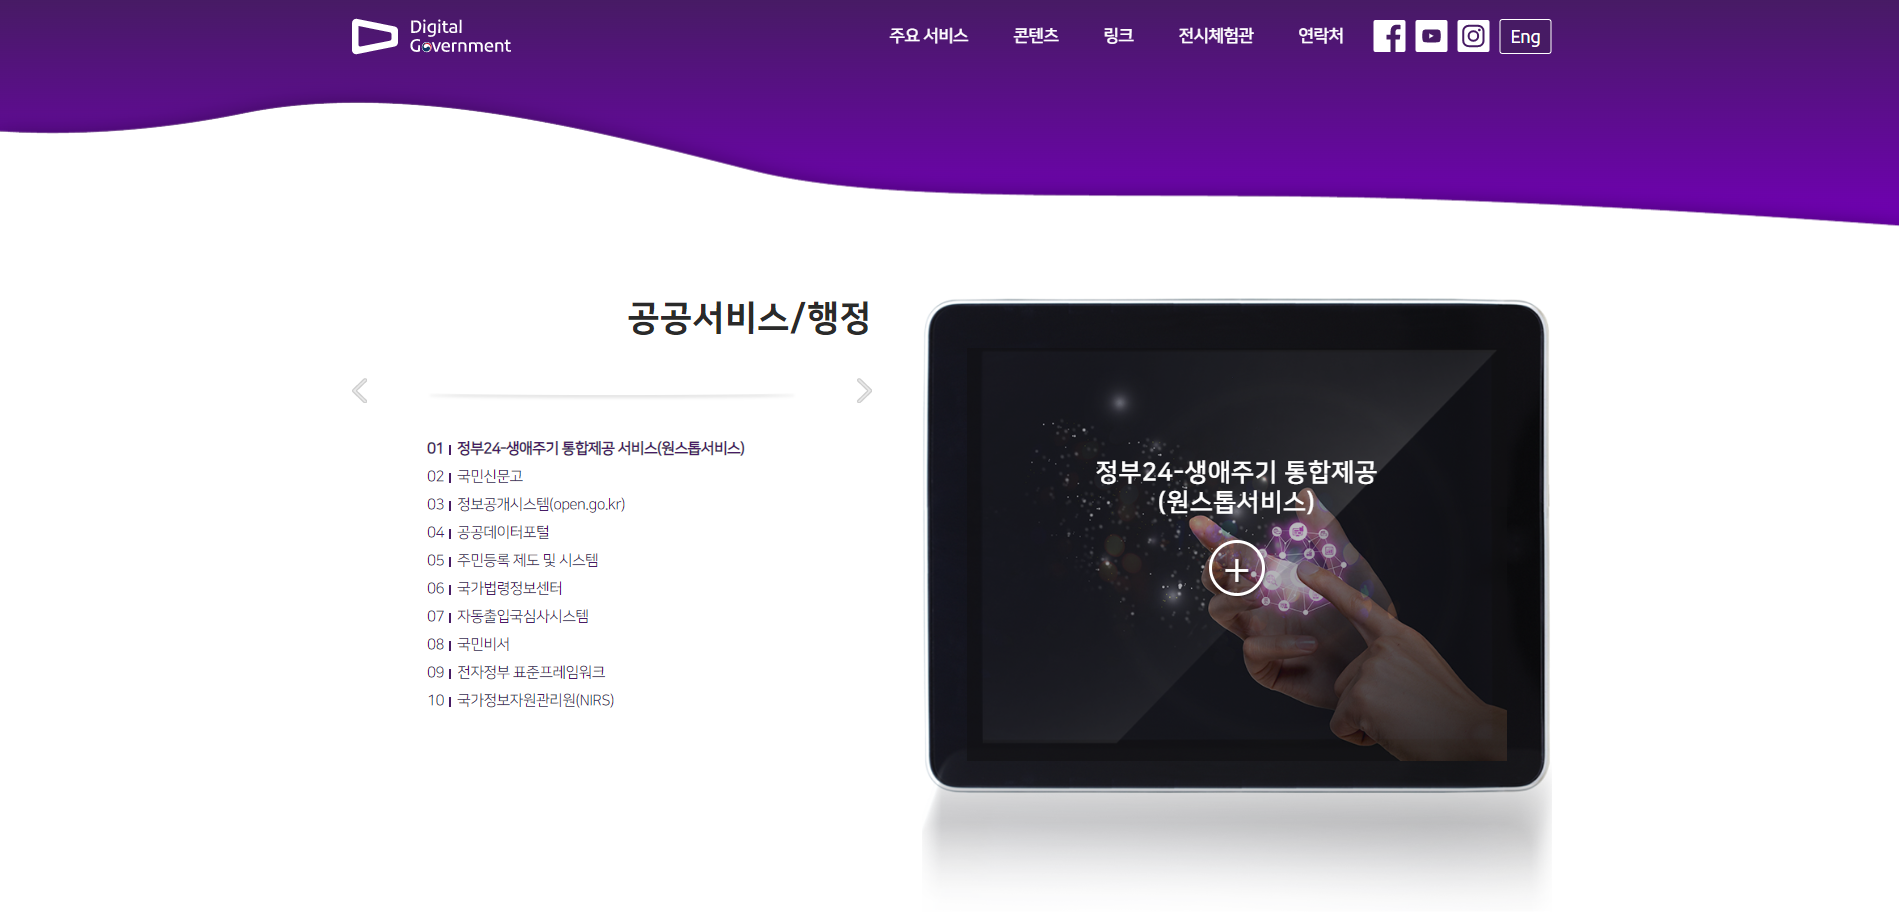 Digital
Government
주요 서비스
콘텐츠
링크
전시체험관
연락처
Eng
공공서비스/행정
01 정부24-생애주기 통합제공 서비스(원스톱서비스)
02 국민신문고
03 정보공개시스템(open.go.kr)
04 공공데이터포털
05 주민등록 제도 및 시스템
06 국가법령정보센터
07 자동출입국심사시스템
08 국민비서
09 전자정부 표준프레임워크
10 국가정보자원관리원(NIRS)
정부24-생애주기 통합제공
(원스톱서비스)